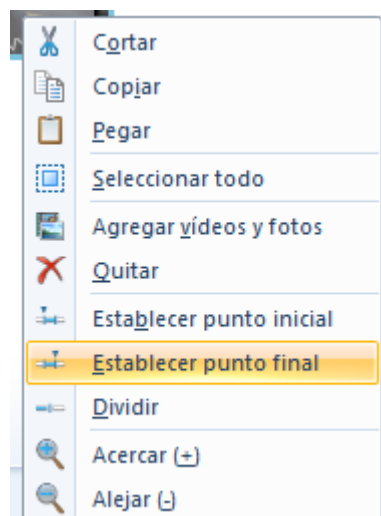 Cortar
Copiar
Pegar
Seleccionar todo
Agregar vídeos y fotos
Quitar
Establecer punto inicial
Establecer punto final
Dividir
Acercar (+)
Alejar (-)